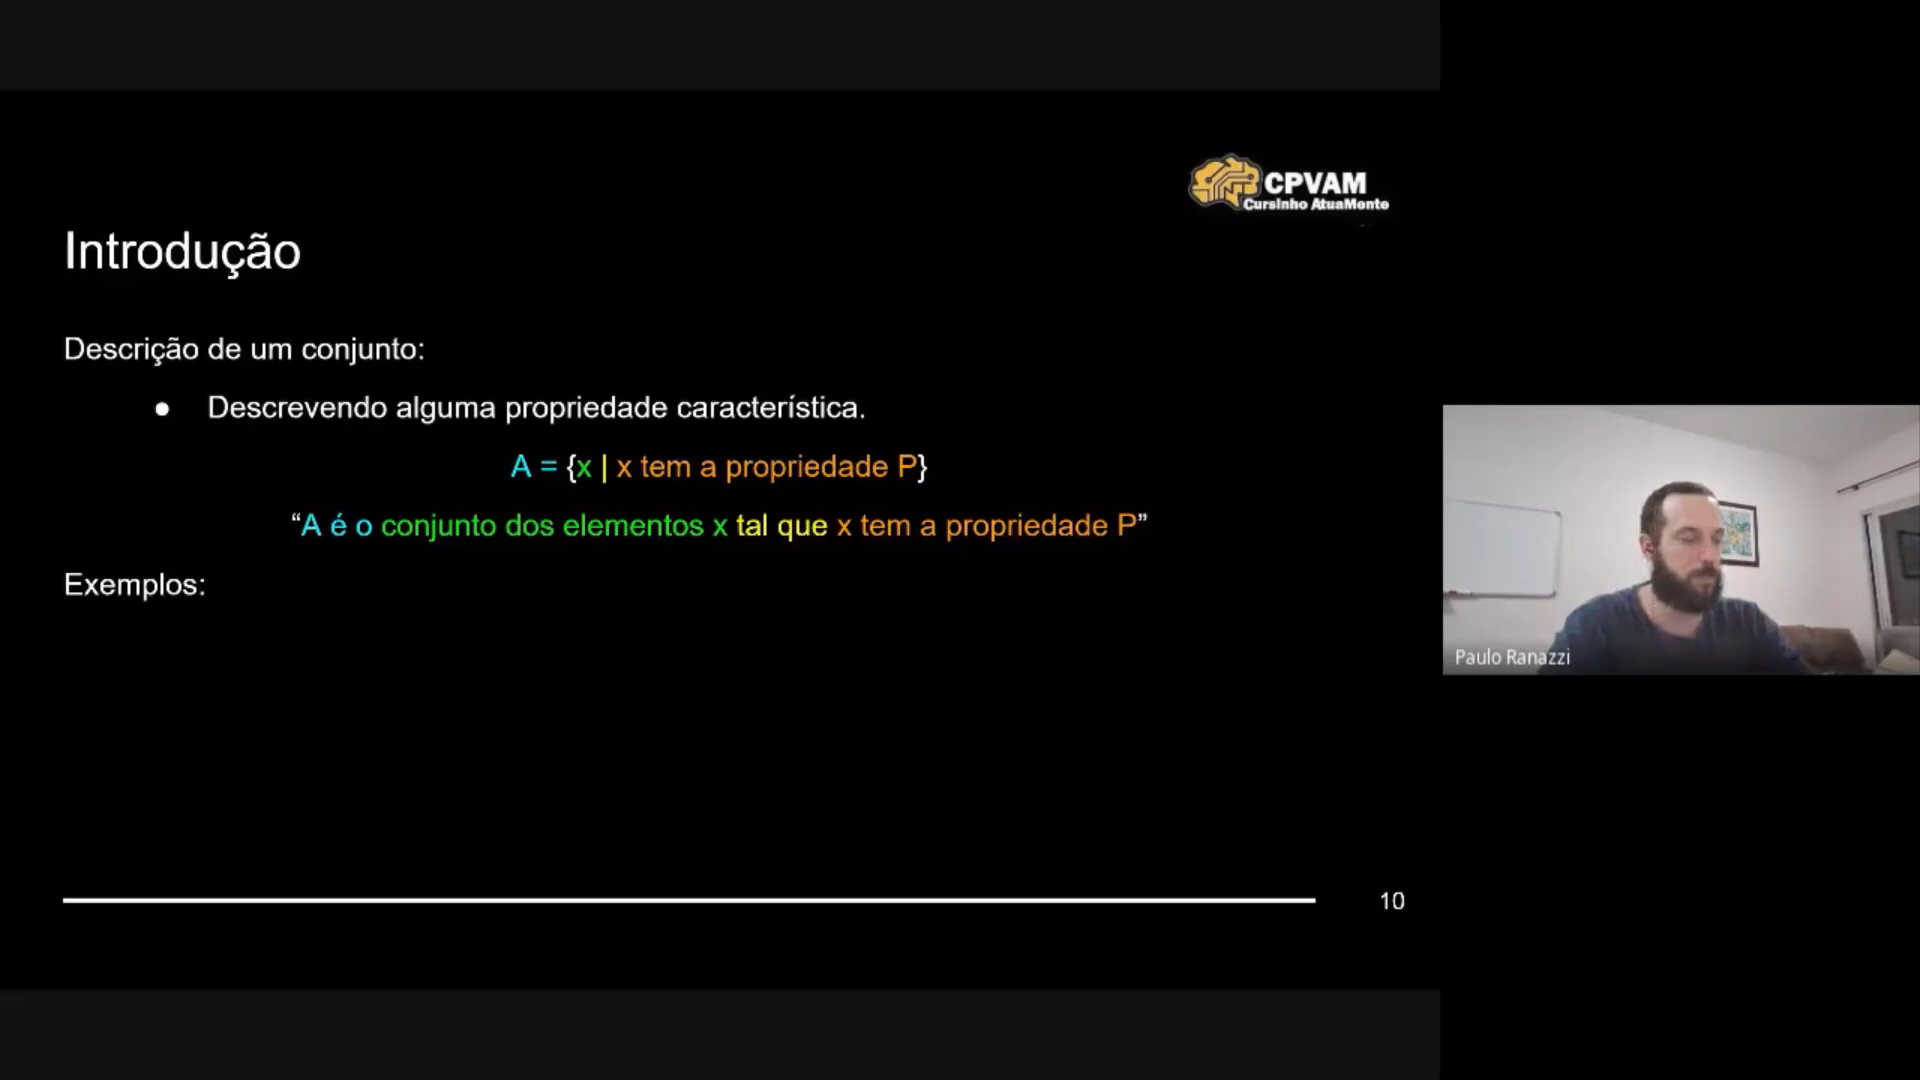 CPVAM
Cursinho AtuaMente
Introdução
Descrição de um conjunto:
● Descrevendo alguma propriedade característica.
A = {x | x tem a propriedade P}
“A é o conjunto dos elementos x tal que x tem a propriedade P”
Exemplos:
Paulo Ranazzi
10